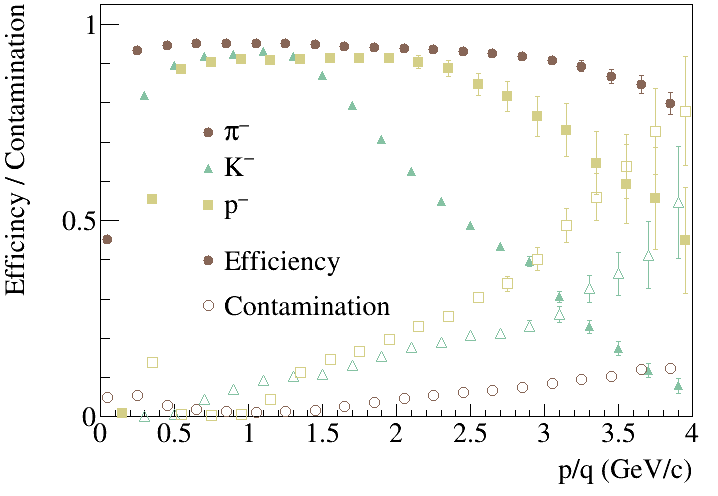 Efficincy / Contamination
1
0.5
0
π⁻
K⁻
p⁻
Efficiency
Contamination
0 0.5 1 1.5 2 2.5 3 3.5 4
p/q (GeV/c)